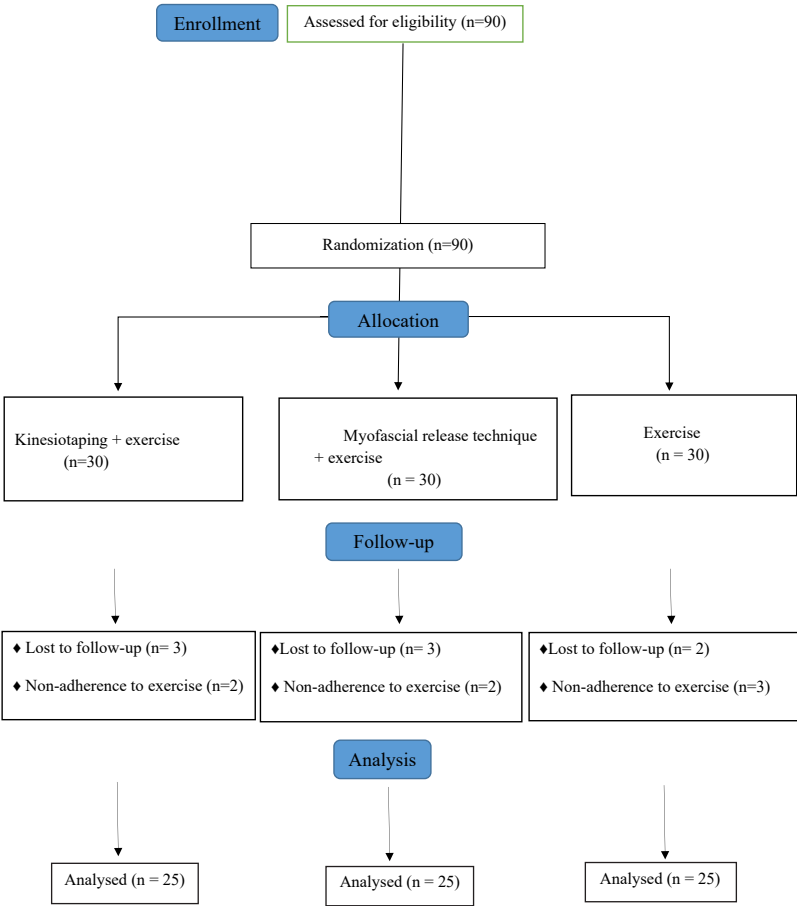 Enrollment
Assessed for eligibility (n=90)
Randomization (n=90)
Allocation
Kinesiotaping + exercise
(n=30)
Myofascial release technique
+ exercise
(n = 30)
Exercise
(n = 30)
Follow-up
♦ Lost to follow-up (n= 3)
♦ Non-adherence to exercise (n=2)
♦Lost to follow-up (n= 3)
♦ Non-adherence to exercise (n=2)
♦Lost to follow-up (n= 2)
♦ Non-adherence to exercise (n=3)
Analysis
Analysed (n = 25)
Analysed (n = 25)
Analysed (n = 25)